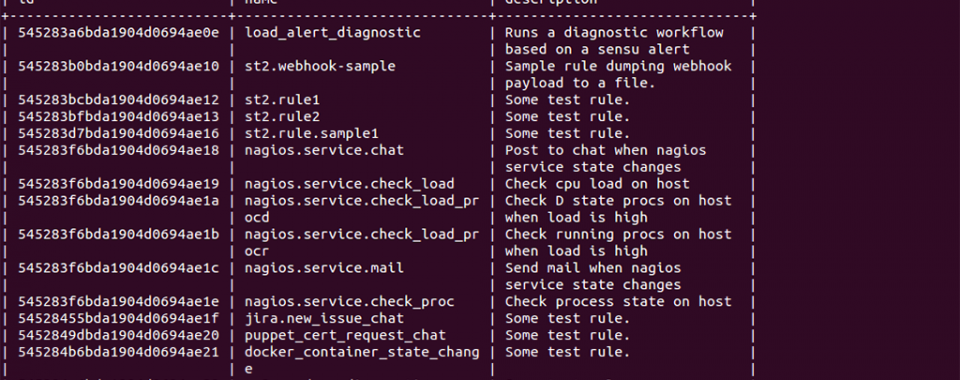 id | name | description
+--------------------------+-------------------------------+------------------------------+
| 545283a6bda1904d0694ae0e | load_alert_diagnostic | Runs a diagnostic workflow |
| | | based on a sensu alert |
| 545283b0bda1904d0694ae10 | st2.webhook-sample | Sample rule dumping webhook |
| | | payload to a file. |
| 545283bcbda1904d0694ae12 | st2.rule1 | Some test rule. |
| 545283bfbda1904d0694ae13 | st2.rule2 | Some test rule. |
| 545283d7bda1904d0694ae16 | st2.rule.sample1 | Some test rule. |
| 545283f6bda1904d0694ae18 | nagios.service.chat | Post to chat when nagios |
| | | service state changes |
| 545283f6bda1904d0694ae19 | nagios.service.check_load | Check cpu load on host |
| 545283f6bda1904d0694ae1a | nagios.service.check_load_pr | Check D state procs on host |
| | ocd | when load is high |
| 545283f6bda1904d0694ae1b | nagios.service.check_load_pr | Check running procs on host |
| | ocr | when load is high |
| 545283f6bda1904d0694ae1c | nagios.service.mail | Send mail when nagios |
| | | service state changes |
| 545283f6bda1904d0694ae1e | nagios.service.check_proc | Check process state on host |
| 54528455bda1904d0694ae1f | jira.new_issue_chat | Some test rule. |
| 5452849dbda1904d0694ae20 | puppet_cert_request_chat | Some test rule. |
| 545284b6bda1904d0694ae21 | docker_container_state_chang | Some test rule. |
| | e | |